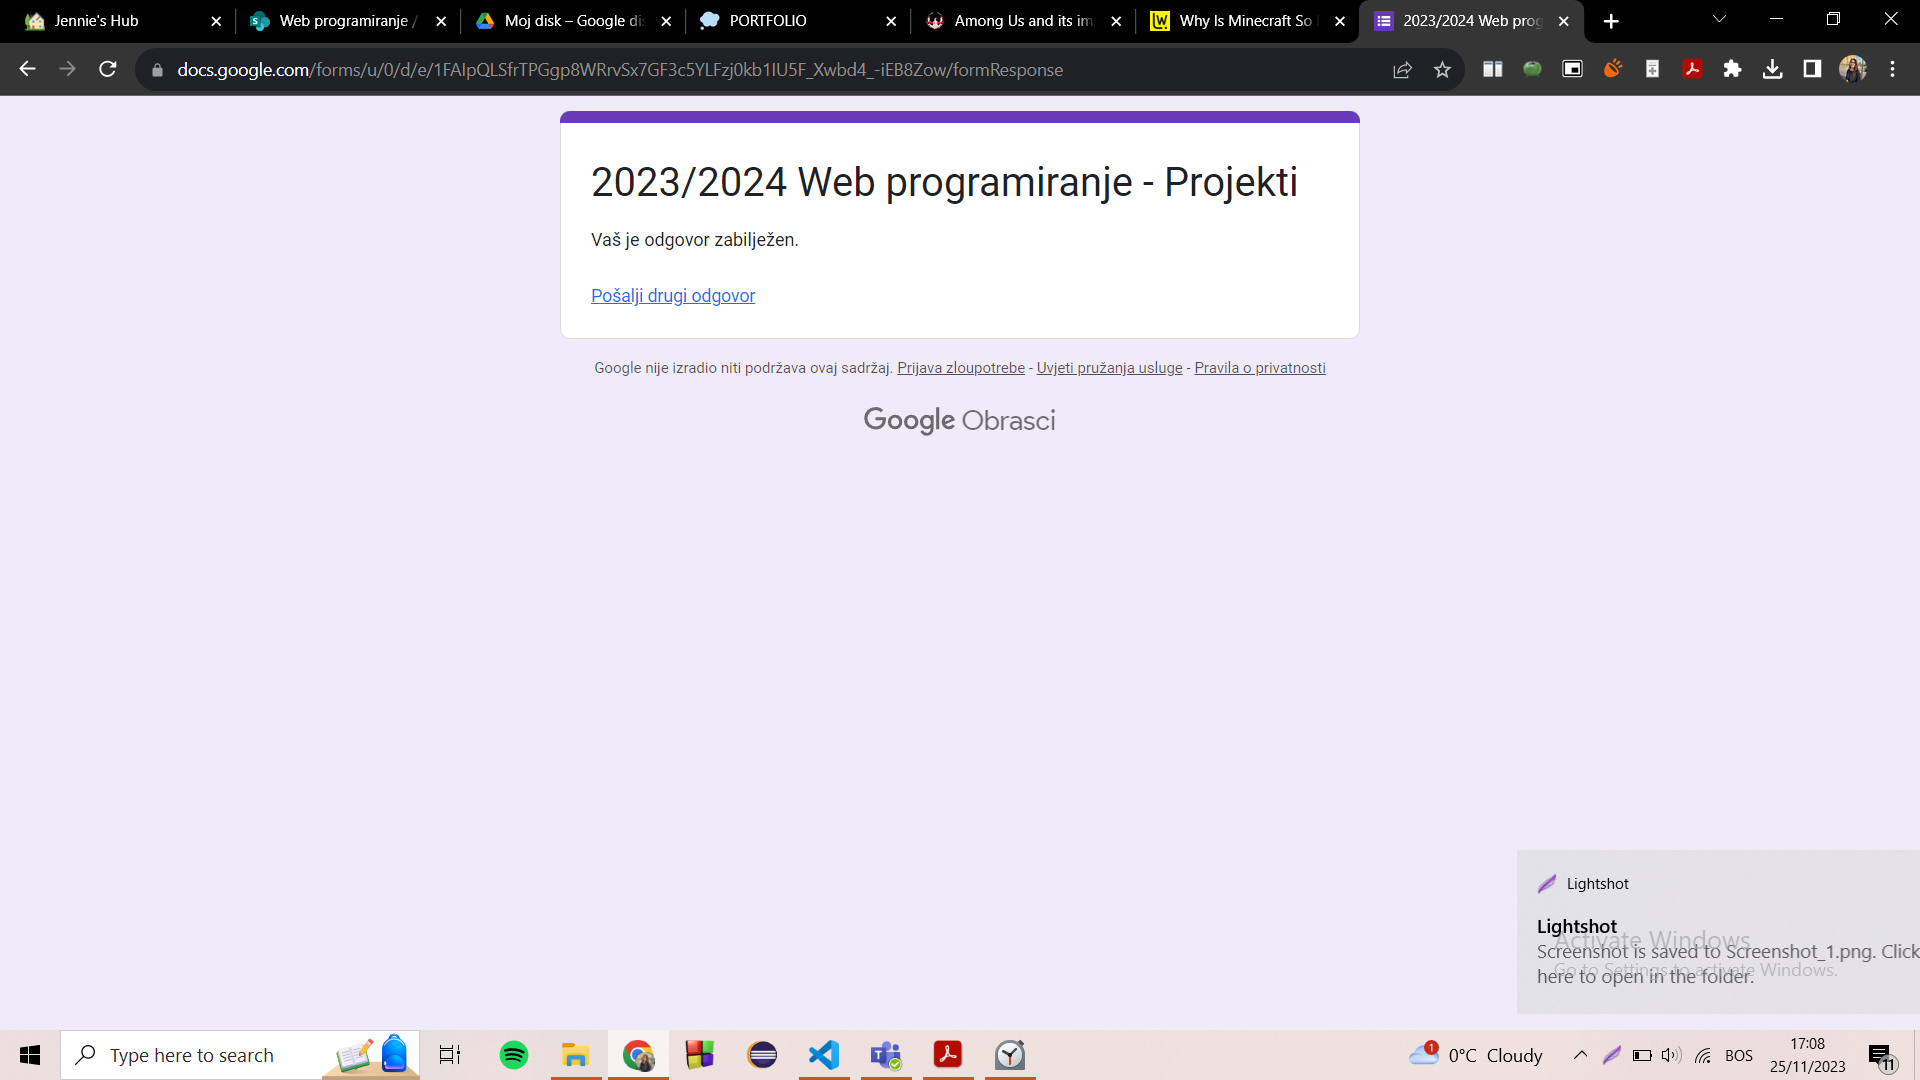 Jennie's Hub
Web programiranje /
Moj disk – Google dis
PORTFOLIO
Among Us and its im
Why Is Minecraft So
2023/2024 Web prog
docs.google.com/forms/u/0/d/e/1FAIpQLSfrTPGgp8WRrvSx7GF3c5YLFzj0kb1IU5F_Xwbd4_-iEB8Zow/formResponse
2023/2024 Web programiranje - Projekti
Vaš je odgovor zabilježen.
Pošalji drugi odgovor
Google nije izradio niti podržava ovaj sadržaj. Prijava zloupotrebe - Uvjeti pružanja usluge - Pravila o privatnosti
Google Obrasci
Lightshot
Lightshot
Activate Windows
Screenshot is saved to Screenshot_1.png. Click
Go to Settings to activate Windows.
here to open in the folder.
Type here to search
1
0°C Cloudy
BOS
17:08
25/11/2023
11